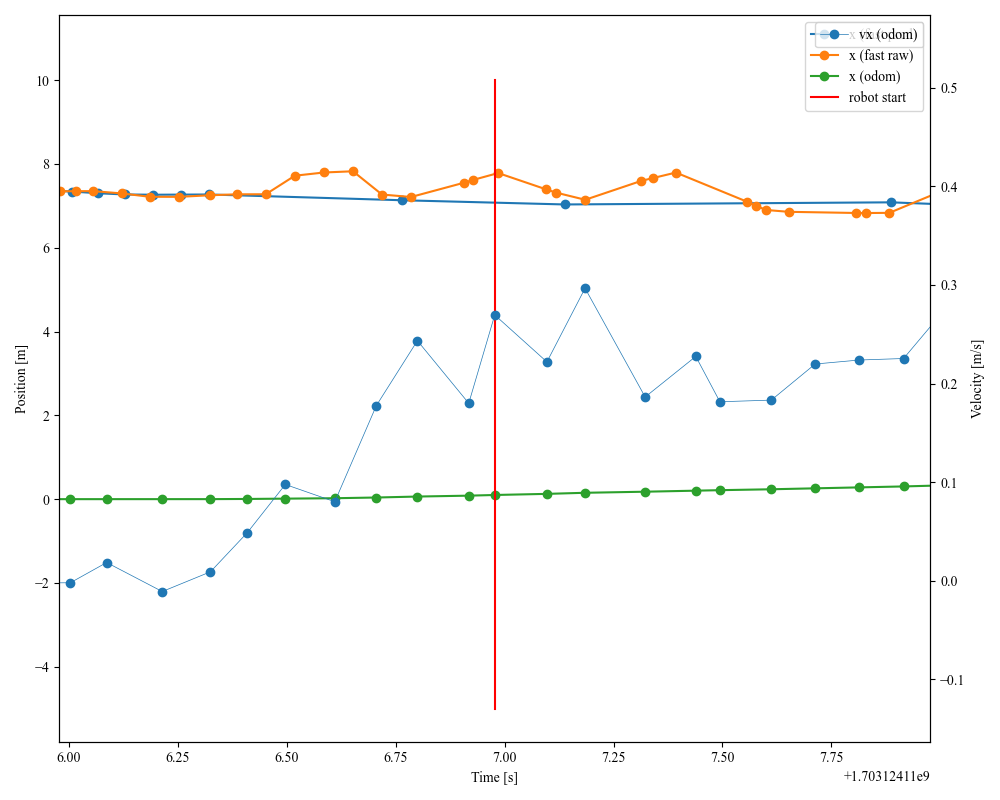 vx (odom)
x (fast raw)
x (odom)
robot start
10
8
6
4
2
0
−2
−4
Position [m]
0.5
0.4
0.3
0.2
0.1
0.0
−0.1
Velocity [m/s]
6.00
6.25
6.50
6.75
7.00
7.25
7.50
7.75
Time [s]
+1.70312411e9